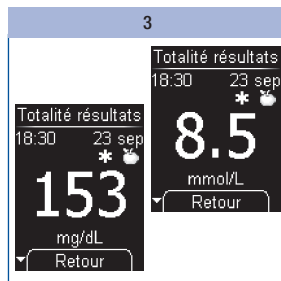 3
Totalité résultats
18:30 23 sep
* 
153
mg/dL
Retour
Totalité résultats
18:30 23 sep
* 
8.5
mmol/L
Retour